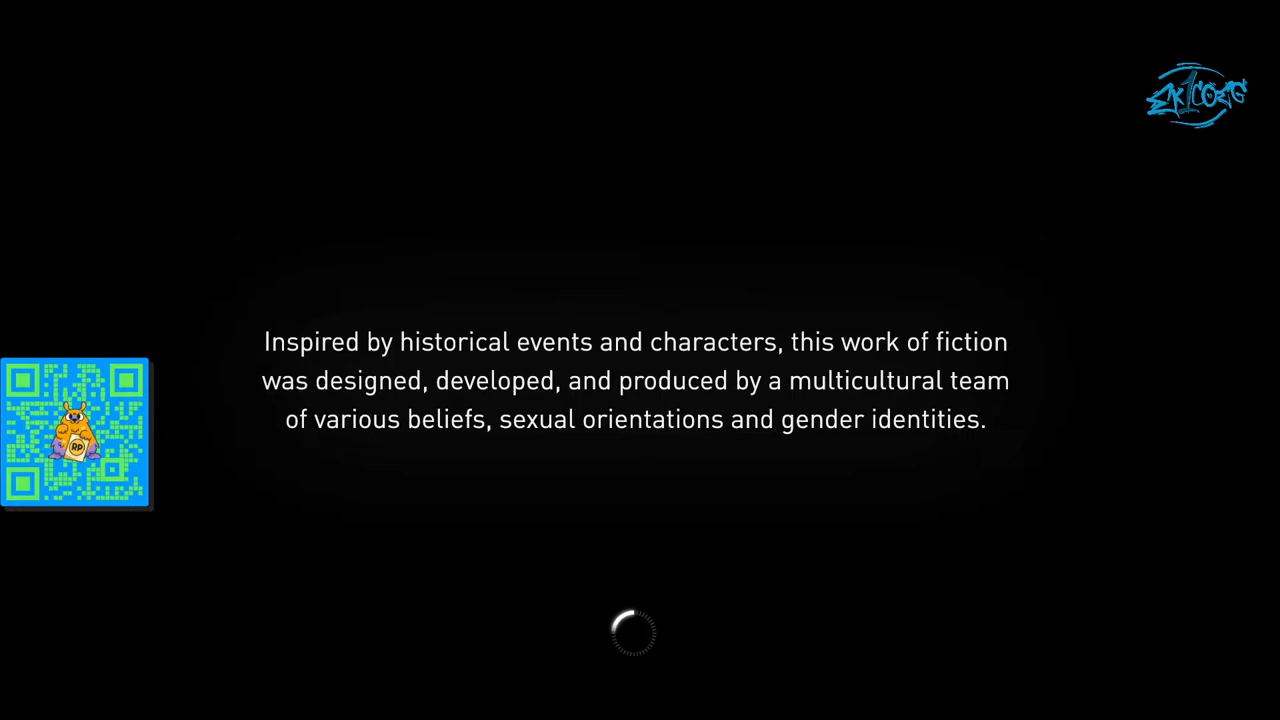 Inspired by historical events and characters, this work of fiction
was designed, developed, and produced by a multicultural team
of various beliefs, sexual orientations and gender identities.
RP